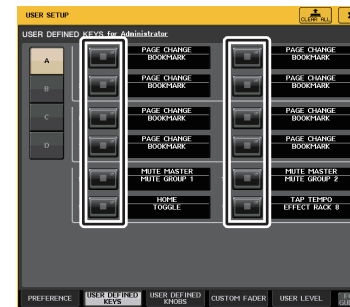 USER SETUP
CLEAR ALL
USER DEFINED KEYS for Administrator
A
PAGE CHANGE
BOOKMARK
PAGE CHANGE
BOOKMARK
B
PAGE CHANGE
BOOKMARK
PAGE CHANGE
BOOKMARK
C
PAGE CHANGE
BOOKMARK
PAGE CHANGE
BOOKMARK
D
PAGE CHANGE
BOOKMARK
PAGE CHANGE
BOOKMARK
MUTE MASTER
MUTE GROUP 1
MUTE MASTER
MUTE GROUP 2
HOME
TOGGLE
TAP TEMPO
EFFECT RACK 8
PREFERENCE
USER DEFINED
KEYS
USER DEFINED
KNOBS
CUSTOM FADER
USER LEVEL